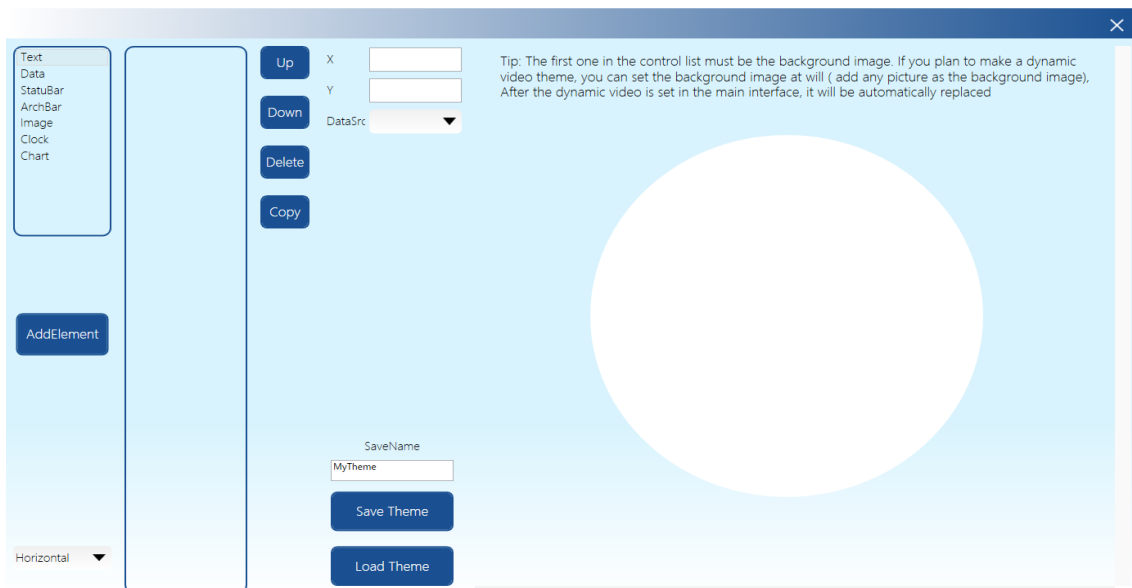 Text
Data
StatuBar
ArchBar
Image
Clock
Chart
AddElement
Horizontal
Up
Down
Delete
Copy
X
Y
DataSrc
SaveName
MyTheme
Save Theme
Load Theme
Tip: The first one in the control list must be the background image. If you plan to make a dynamic
video theme, you can set the background image at will ( add any picture as the background image),
After the dynamic video is set in the main interface, it will be automatically replaced